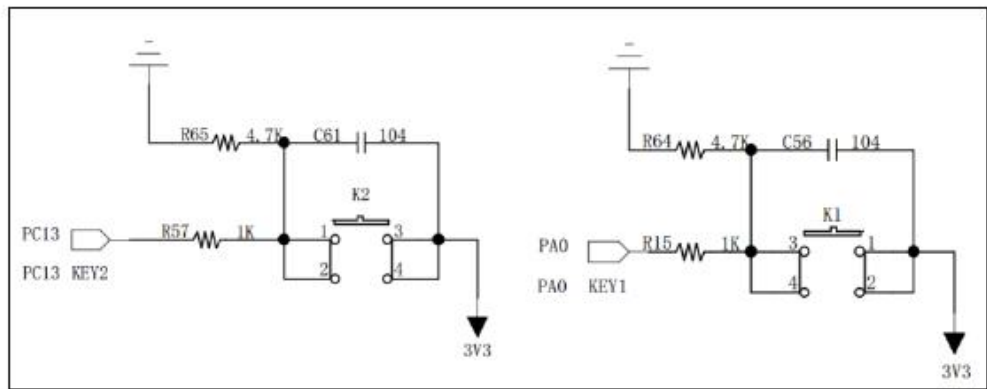 R65 4.7K C61 104
K2
PC13 R57 1K 1 3
PC13 KEY2 2 4
3V3
R64 4.7K C56 104
K1
PA0 R15 1K 3 1
PA0 KEY1 4 2
3V3